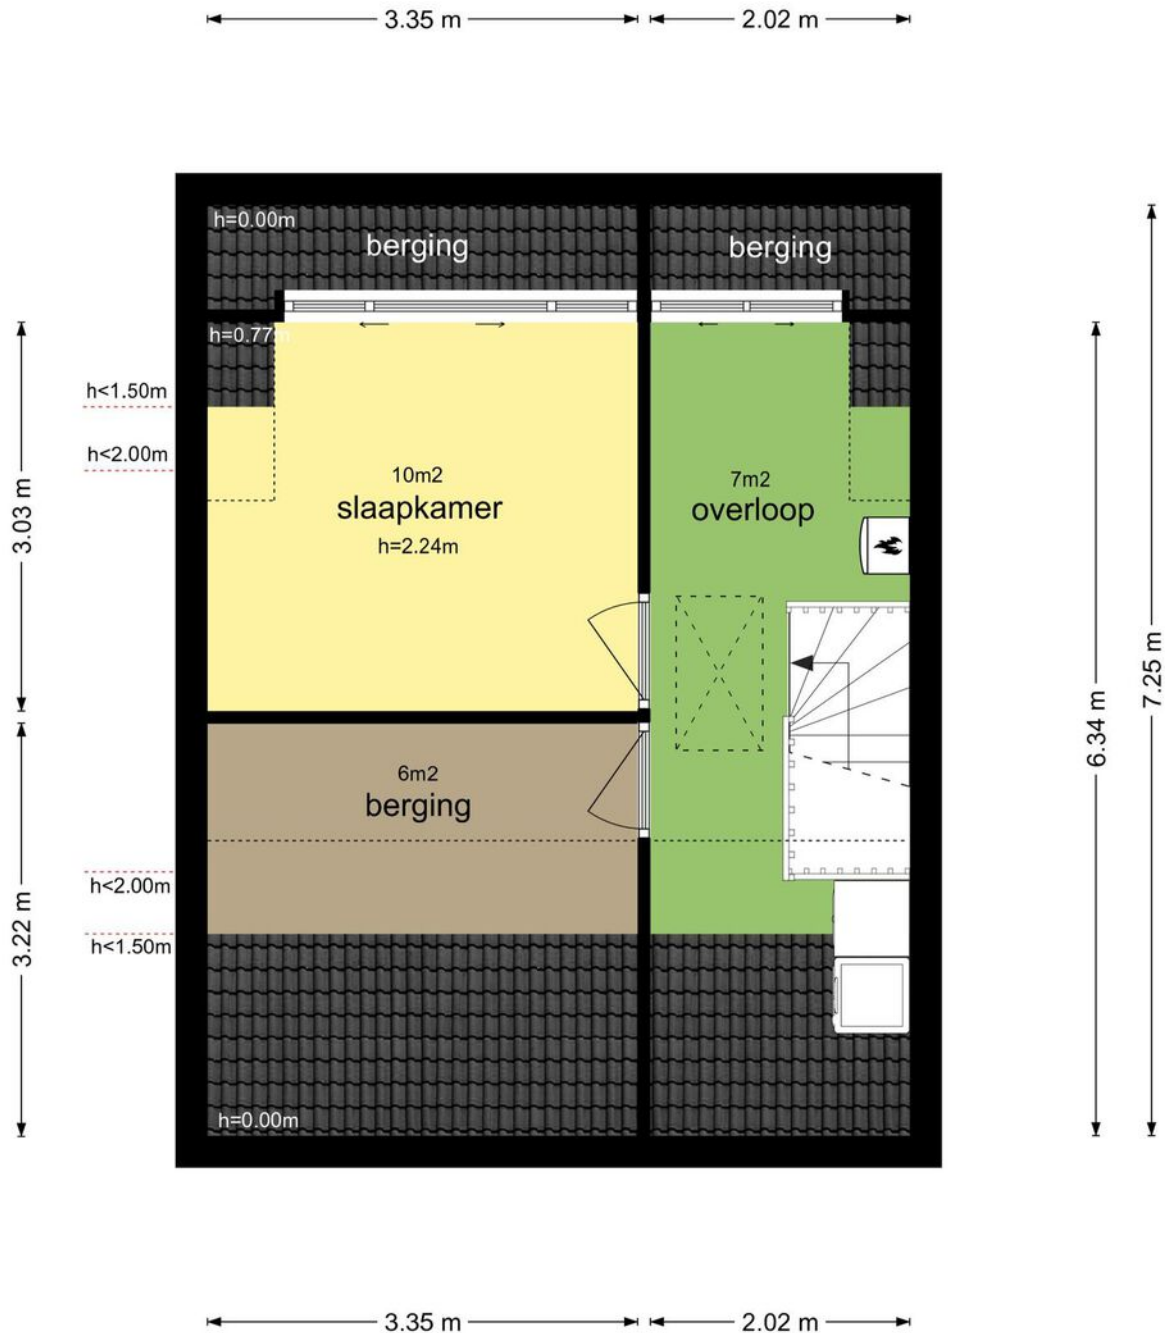 3.35 m
2.02 m
h=0.00m
berging
berging
h=0.77m
h<1.50m
h<2.00m
10m2
slaapkamer
h=2.24m
7m2
overloop
3.03 m
7.25 m
6.34 m
6m2
berging
h<2.00m
h<1.50m
3.22 m
h=0.00m
3.35 m
2.02 m